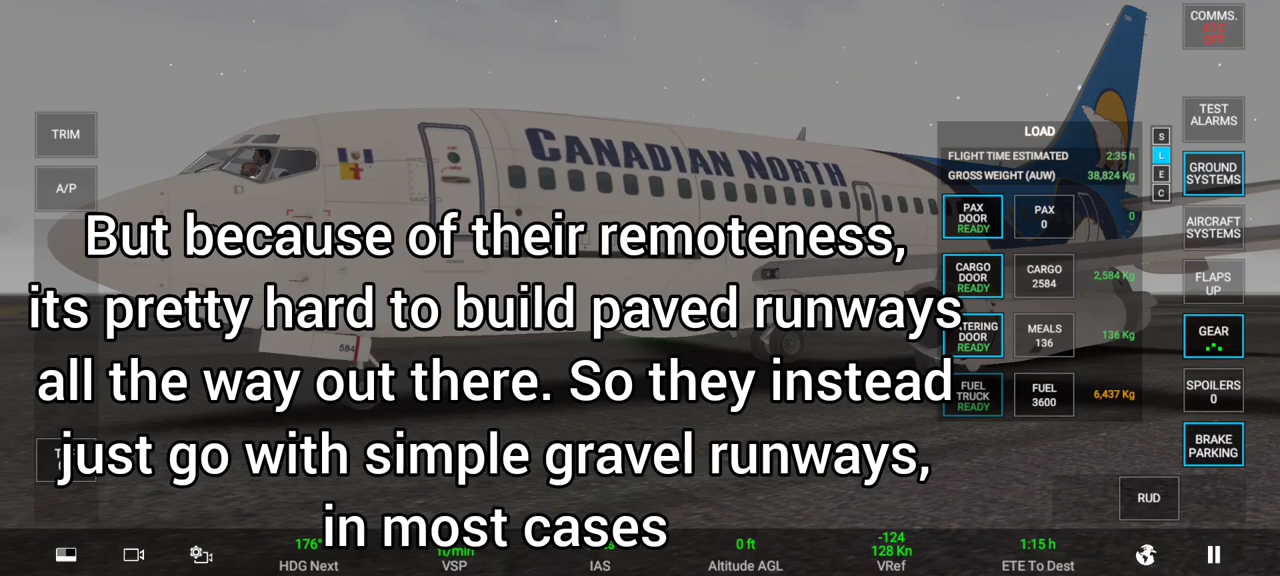 COMMS.
ATS
OFF
TRIM
TEST
ALARMS
LOAD
S
FLIGHT TIME ESTIMATED 2:35 h
L
GROSS WEIGHT (AUW) 38,824 Kg
E
C
GROUND
SYSTEMS
A/P
CANADIAN NORTH
D
PAX
DOOR
READY
PAX
0
0
AIRCRAFT
SYSTEMS
But because of their remoteness,
CARGO
DOOR
READY
CARGO
2584
2,584 Kg
FLAPS
UP
its pretty hard to build paved runways
DOOR
READY
MEALS
136
136 Kg
GEAR
584
all the way out there. So they instead
FUEL
TRUCK
READY
FUEL
3600
6,437 Kg
SPOILERS
0
just go with simple gravel runways,
BRAKE
PARKING
RUD
in most cases
176°
HDG Next
ft/min
VSP
IAS
0 ft
Altitude AGL
-124
128 Kn
VRef
1:15 h
ETE To Dest